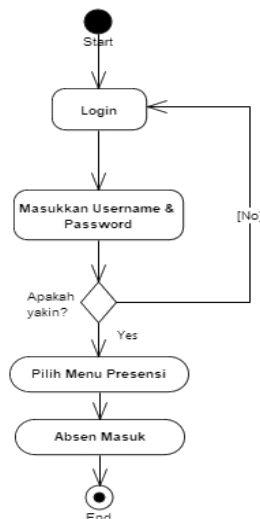 Start
Login
Masukkan Username &
Password
[No]
Apakah
yakin?
Yes
Pilih Menu Presensi
Absen Masuk
End